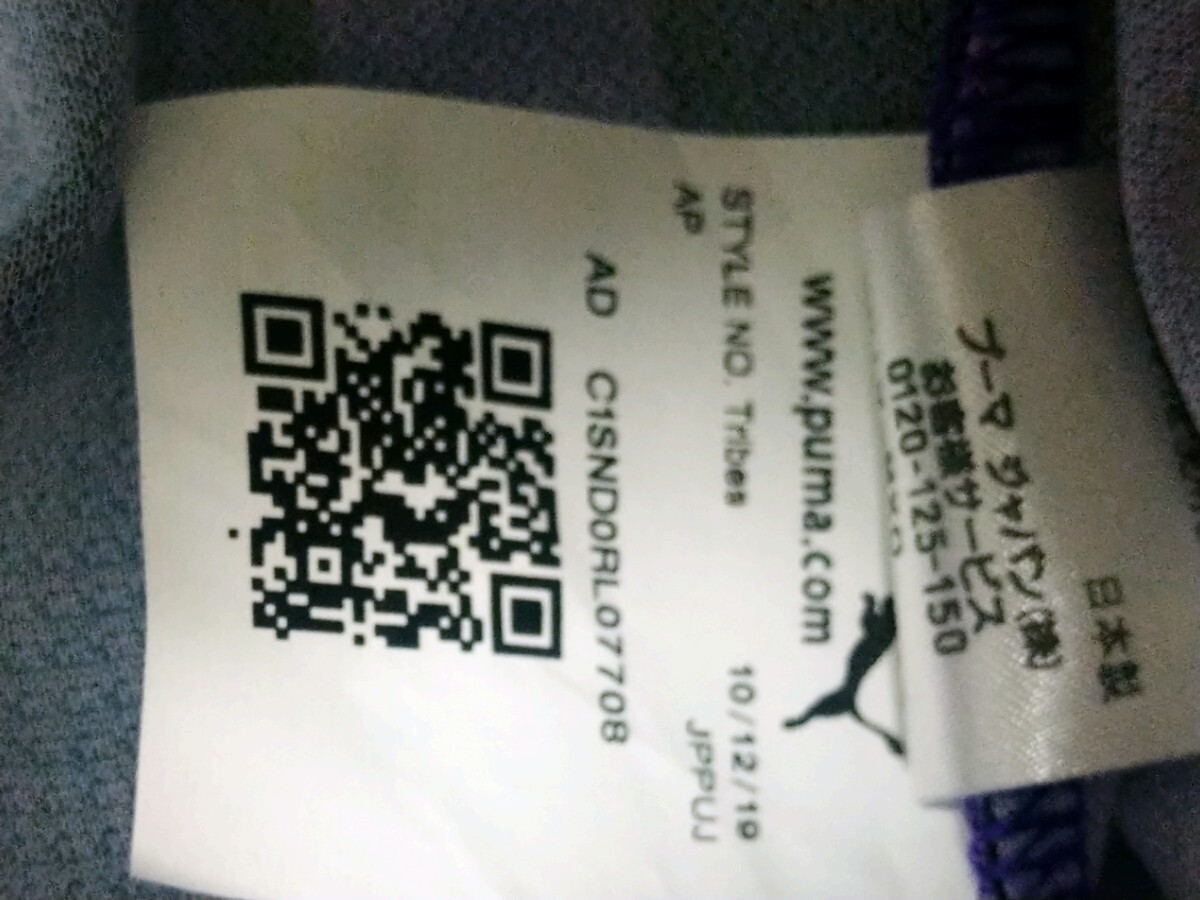 日本製
プーマ ジャパン(株)
お客様サービス
0120-125-150
www.puma.com
STYLE NO. Tribes 10/12/19
AP JPPUJ
AD C1SND0RL07708